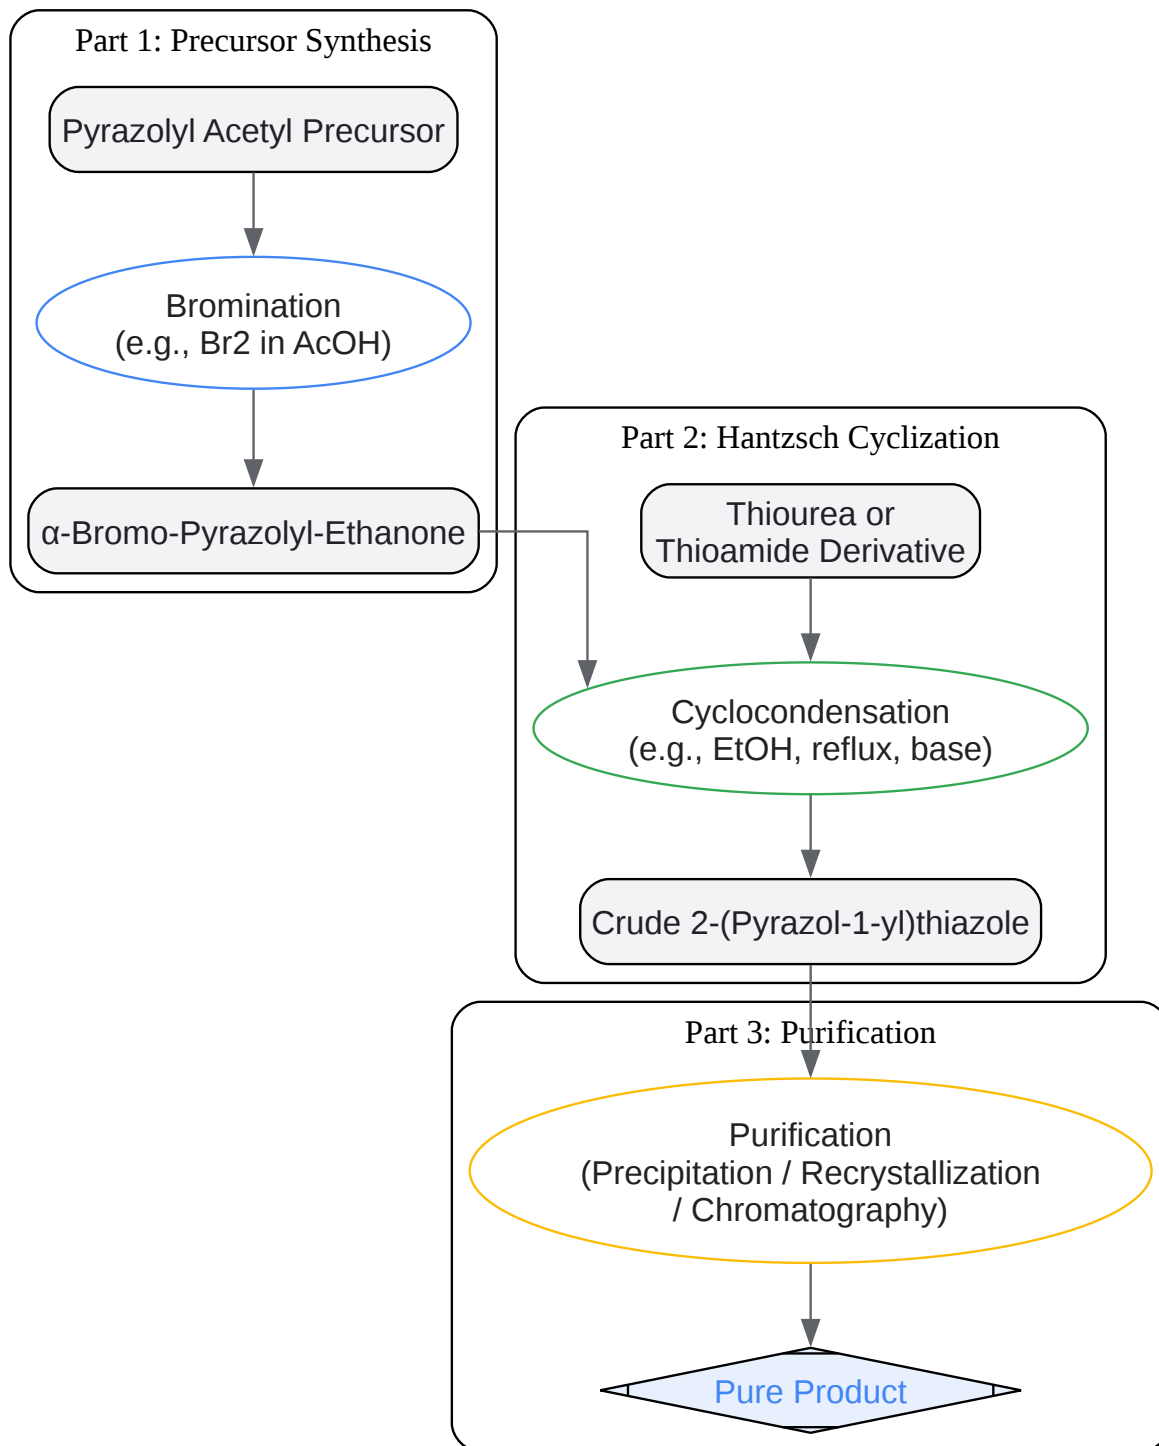 Part 1: Precursor Synthesis
Pyrazolyl Acetyl Precursor
Bromination
(e.g., Br2 in AcOH)
α-Bromo-Pyrazolyl-Ethanone
Part 2: Hantzsch Cyclization
Thiourea or
Thioamide Derivative
Cyclocondensation
(e.g., EtOH, reflux, base)
Crude 2-(Pyrazol-1-yl)thiazole
Part 3: Purification
Purification
(Precipitation / Recrystallization
/ Chromatography)
Pure Product